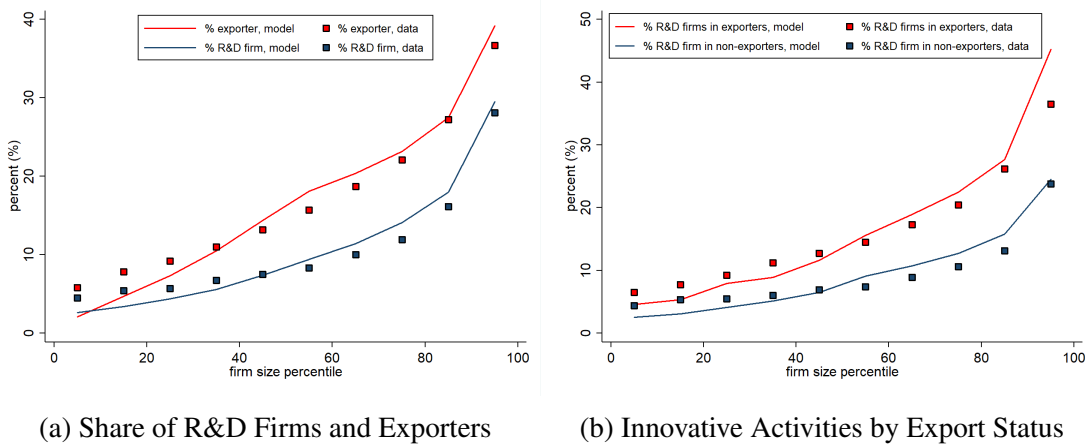 % exporter, model
% exporter, data
% R&D firm, model
% R&D firm, data
percent (%)
40
30
20
10
0
0
20
40
60
80
100
firm size percentile
(a) Share of R&D Firms and Exporters
% R&D firms in exporters, model
% R&D firms in exporters, data
% R&D firm in non-exporters, model
% R&D firm in non-exporters, data
percent (%)
50
40
30
20
10
0
0
20
40
60
80
100
firm size percentile
(b) Innovative Activities by Export Status